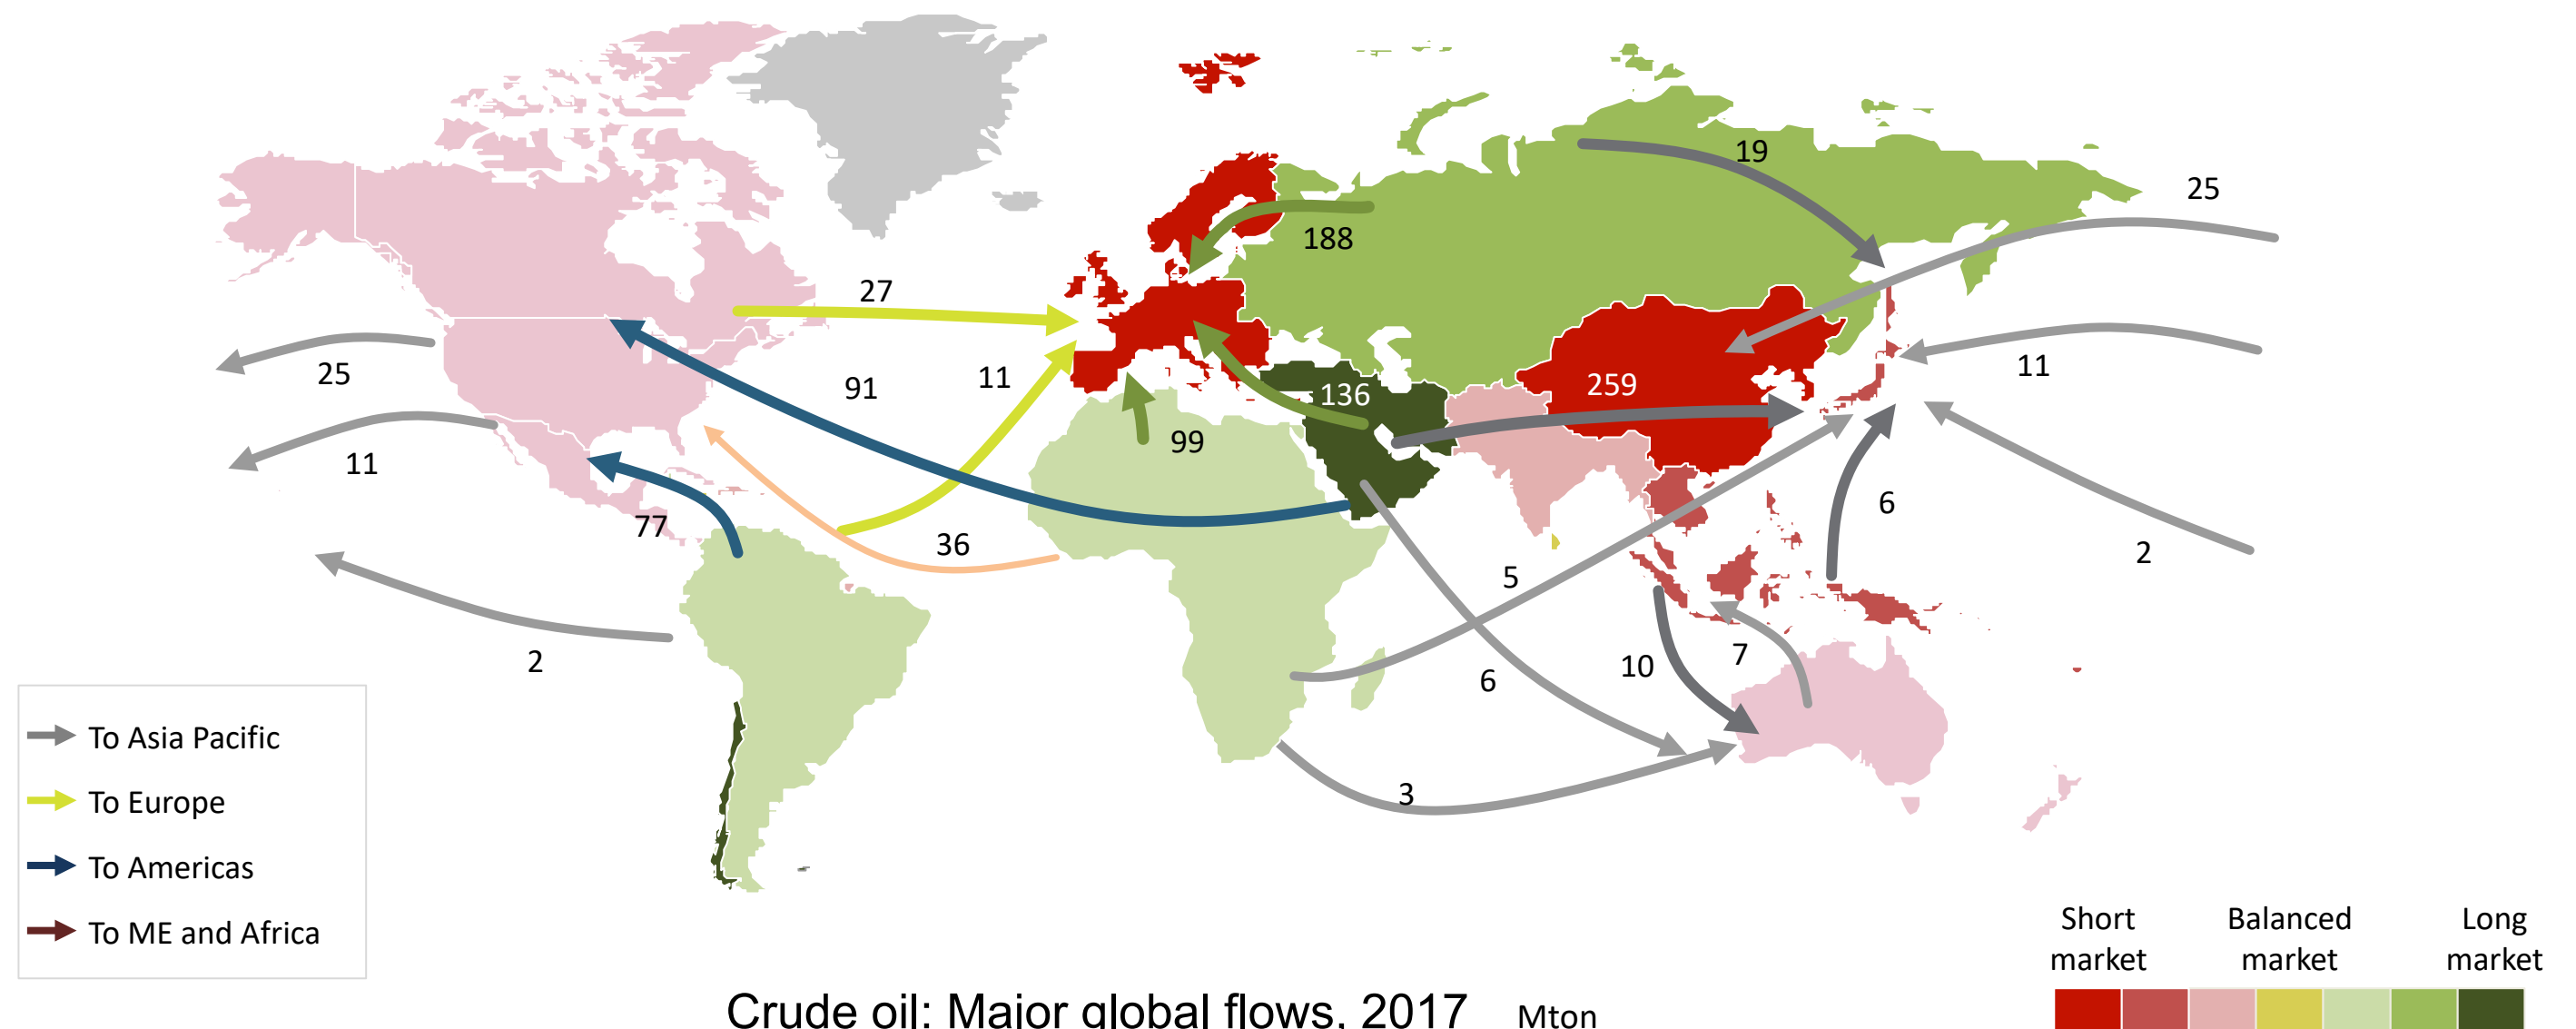 19
25
188
27
11
25
91
11
136
259
99
11
77
36
6
5
2
2
10
7
6
3
To Asia Pacific
To Europe
To Americas
To ME and Africa
Short market
Balanced market
Long market
Crude oil: Major global flows, 2017 Mton